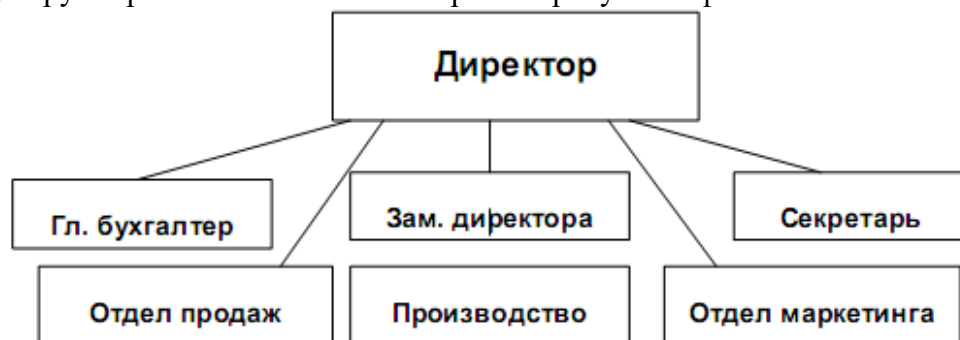 Директор
Гл. бухгалтер
Зам. директора
Секретарь
Отдел продаж
Производство
Отдел маркетинга